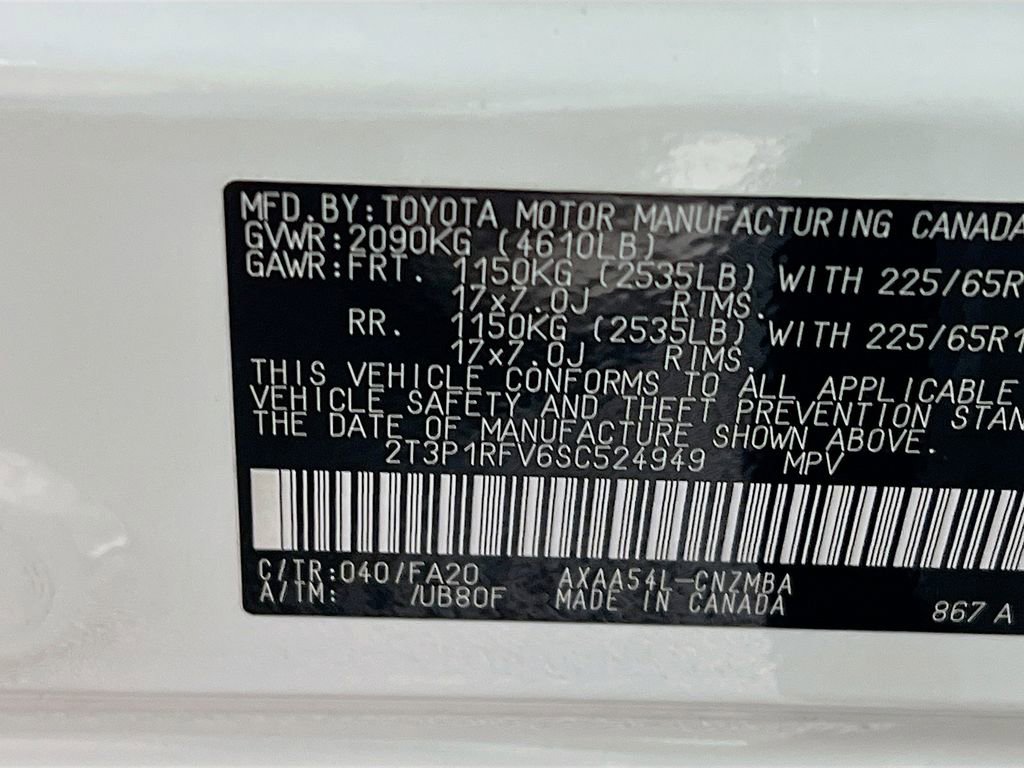 MFD.BY:TOYOTA MOTOR MANUFACTURING CANADA
GVWR:2090KG (4610LB)
GAWR:FRT. 1150KG (2535LB) WITH 225/65R
17x7.0J RIMS.
RR. 1150KG (2535LB) WITH 225/65R1
17x7.0J RIMS.
THIS VEHICLE CONFORMS TO ALL APPLICABLE
VEHICLE SAFETY AND THEFT PREVENTION STAN
THE DATE OF MANUFACTURE SHOWN ABOVE.
2T3P1RFV6SC524949 MPV
C/TR:040/FA20 AXAA54L-CNZMBA
A/TM: /UB80F MADE IN CANADA
867 A